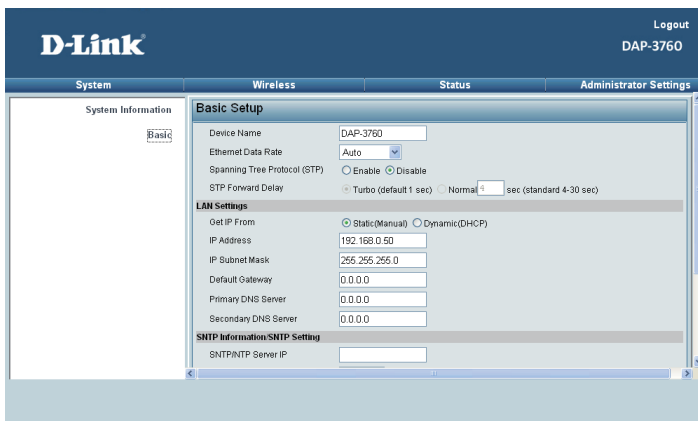 Logout
D-Link
DAP-3760
System Wireless Status Administrator Settings
System Information
Basic
Basic Setup
Device Name DAP-3760
Ethernet Data Rate Auto
Spanning Tree Protocol (STP) Enable Disable
STP Forward Delay Turbo (default 1 sec) Normal 4 sec (standard 4-30 sec)
LAN Settings
Get IP From Static(Manual) Dynamic(DHCP)
IP Address 192.168.0.50
IP Subnet Mask 255.255.255.0
Default Gateway 0.0.0.0
Primary DNS Server 0.0.0.0
Secondary DNS Server 0.0.0.0
SNTP Information/SNTP Setting
SNTP/NTP Server IP